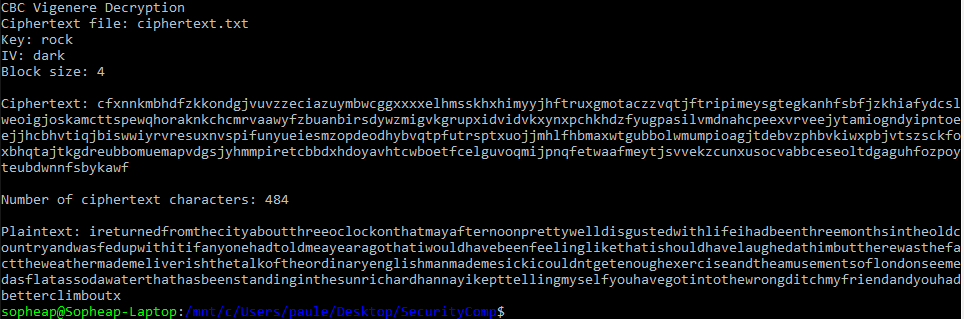 CBC Vigenere Decryption
Ciphertext file: ciphertext.txt
Key: rock
IV: dark
Block size: 4
Ciphertext: cfxnnkmbhdfzkkondgjvuvzzeciazuymbwcggxxxxelhmsskhxhimyyjhftruxgmotaczzvqtjftripimeysgtegkanhfsbfjzkhiafydcsl
weoigjoskamcttspewqhoraknkchcmrvaawyfzbuanbirsdywzmigvkgrupxidvidvkxynxpchkhdzfyugpasilvmdnahcpeexvrveejytamiogndyipntoe
ejjhcbhvtiqjbiswwiyrvresuxnvspifunyueiesmzopdeodhybvqtpfutrsptxuojjmhlfhbmaxwtgubbolwmumpioagjtdebvzphbvkiwxpbjvtszsckfo
xbhqtajtkgdreubbomuemapvdgsjyhmmpiretcbbdxhdoyavhtcwboetfcelguvoqmijpnqfetwaafmeytjsvvekzcunxusocvabbceseoltdgaguhfozpoy
teubdwnnfsbykawf
Number of ciphertext characters: 484
Plaintext: ireturnedfromthecityaboutthreeoclockonthatmayafternoonprettywelldisgustedwithlifeihadbeenthreemonthsintheoldc
ountryandwasfedupwithitifanyonehadtoldmeayearagothatiwouldhavebeenfeelinglikethatishouldhavelaughedathimbuttherewasthefa
cttheweathermademeliverishthetalkoftheordinaryenglishmanmademesickicouldntgetenoughexerciseandtheamusementsoflondonseeme
dasflatassodawaterthathasbeenstandinginthesunrichardhannayikepttellingmyselfyouhavegotintothewrongditchmyfriendandyouhad
betterclimboutx
sopheap@Sopheap-Laptop:/mnt/c/Users/paule/Desktop/SecurityComp$